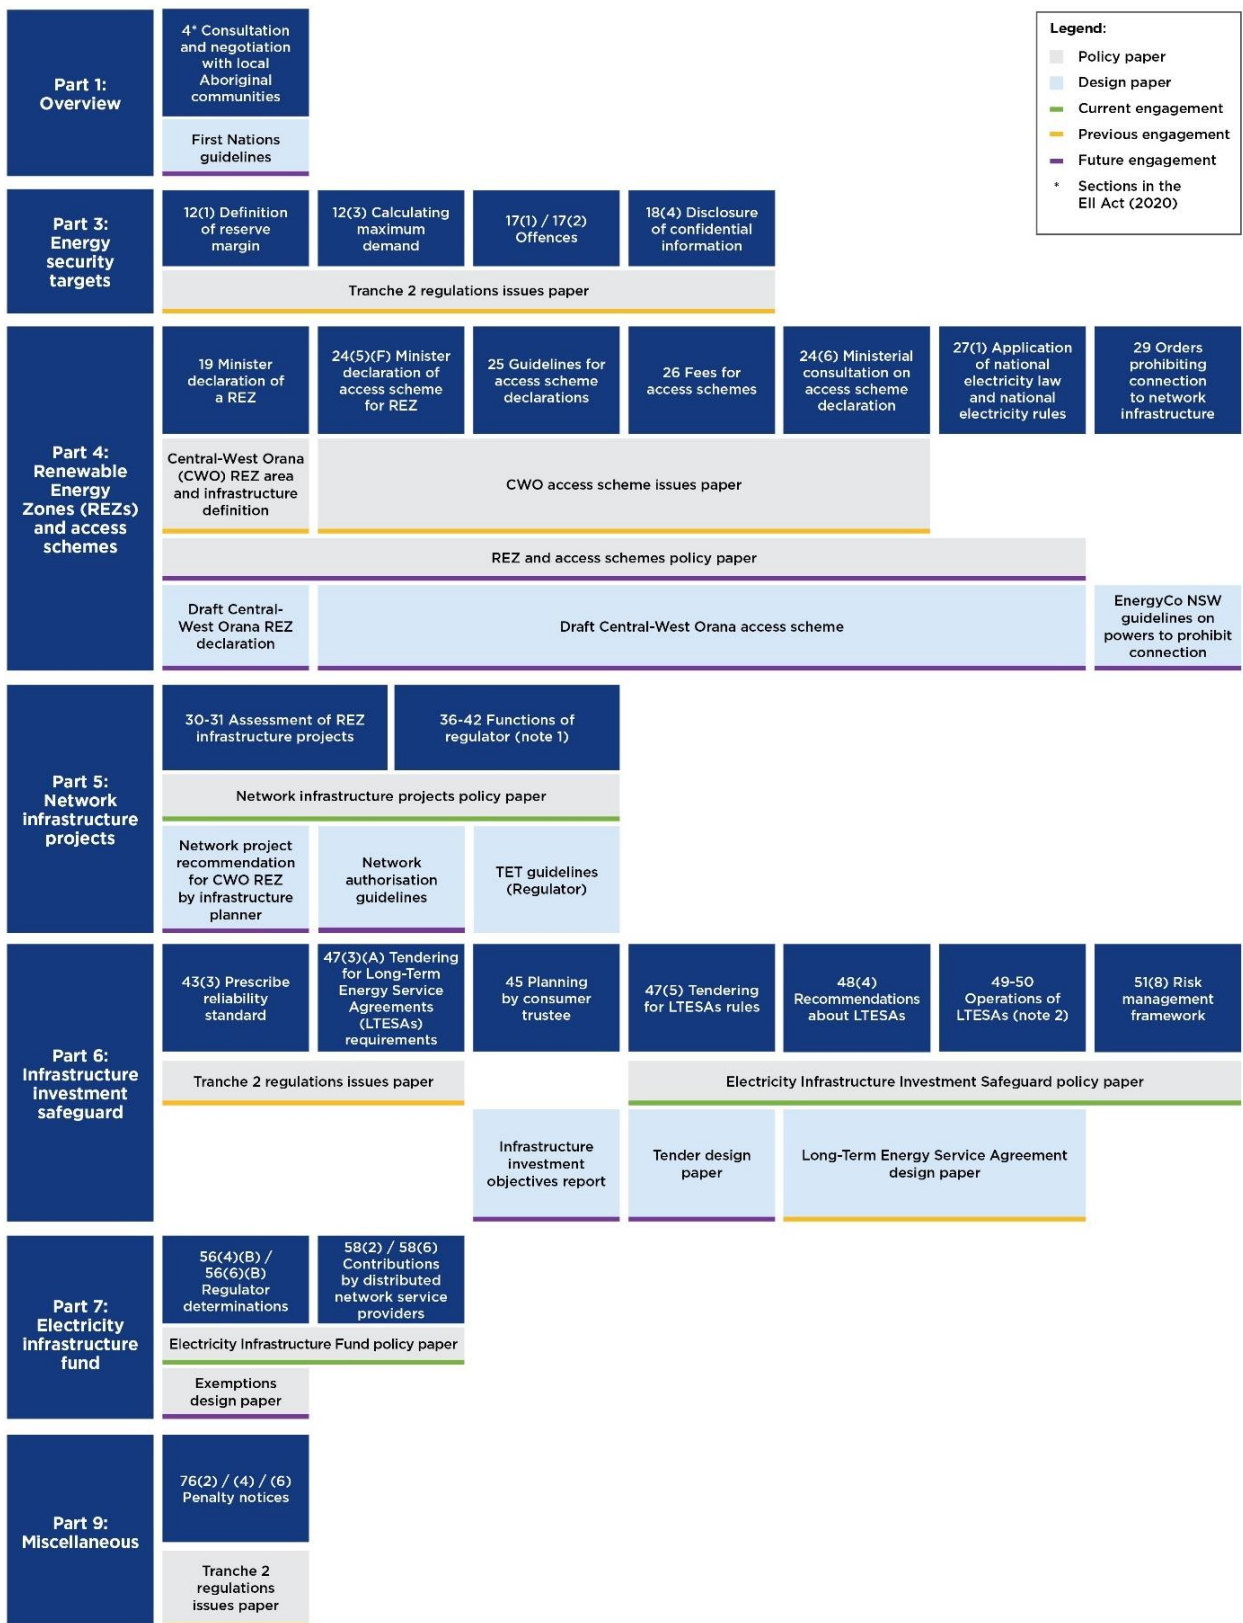 Part 1:
Overview
4* Consultation
and negotiation
with local
Aboriginal
communities
First Nations
guidelines
Legend:
Policy paper
Design paper
Current engagement
Previous engagement
Future engagement
* Sections in the
EII Act (2020)
Part 3:
Energy
security
targets
12(1) Definition
of reserve
margin
12(3) Calculating
maximum
demand
17(1) / 17(2)
Offences
18(4) Disclosure
of confidential
information
Tranche 2 regulations issues paper
Part 4:
Renewable
Energy
Zones (REZs)
and access
schemes
19 Minister
declaration of
a REZ
24(5)(F) Minister
declaration of
access scheme
for REZ
25 Guidelines for
access scheme
declarations
26 Fees for
access schemes
24(6) Ministerial
consultation on
access scheme
declaration
27(1) Application
of national
electricity law
and national
electricity rules
29 Orders
prohibiting
connection
to network
infrastructure
Central-West Orana
(CWO) REZ area
and infrastructure
definition
CWO access scheme issues paper
REZ and access schemes policy paper
Draft Central-
West Orana REZ
declaration
Draft Central-West Orana access scheme
EnergyCo NSW
guidelines on
powers to prohibit
connection
Part 5:
Network
infrastructure
projects
30-31 Assessment of REZ
infrastructure projects
36-42 Functions of
regulator (note 1)
Network infrastructure projects policy paper
Network project
recommendation
for CWO REZ
by infrastructure
planner
Network
authorisation
guidelines
TET guidelines
(Regulator)
Part 6:
Infrastructure
investment
safeguard
43(3) Prescribe
reliability
standard
47(3)(A) Tendering
for Long-Term
Energy Service
Agreements
(LTESAs)
requirements
45 Planning
by consumer
trustee
47(5) Tendering
for LTESAs rules
48(4)
Recommendations
about LTESAs
49-50
Operations of
LTESAs (note 2)
51(8) Risk
management
framework
Tranche 2 regulations issues paper
Electricity Infrastructure Investment Safeguard policy paper
Infrastructure
investment
objectives report
Tender design
paper
Long-Term Energy Service Agreement
design paper
Part 7:
Electricity
infrastructure
fund
56(4)(B) /
56(6)(B)
Regulator
determinations
58(2) / 58(6)
Contributions
by distributed
network service
providers
Electricity Infrastructure Fund policy paper
Exemptions
design paper
Part 9:
Miscellaneous
76(2) / (4) / (6)
Penalty notices
Tranche 2
regulations
issues paper